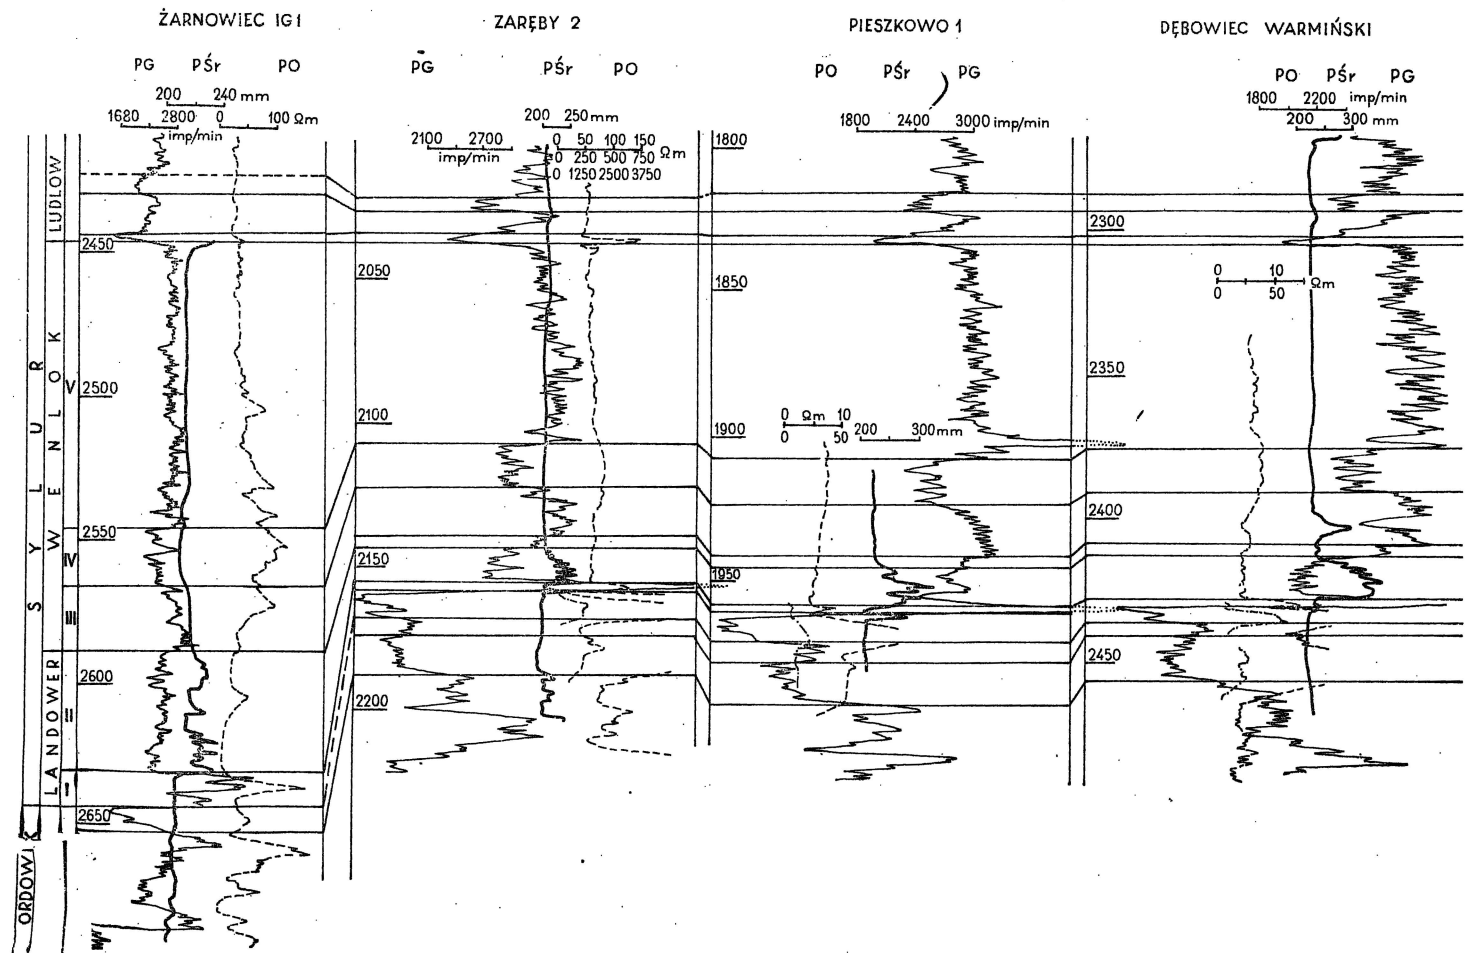 ŻARNOWIEC IG1
ZARĘBY 2
PIESZKOWO 1
DĘBOWIEC WARMIŃSKI
PG PŚr PO
PG PŚr PO
PO PŚr PG
PO PŚr PG
200 240 mm
1680 2800 0 100 Ωm
imp/min
200 250 mm
2100 2700
imp/min
0 50 100 150
0 250 500 750 Ωm
0 1250 2500 3750
1800 2400 3000 imp/min
1800 2200 imp/min
200 300 mm
LUDLOW
WENLOK
LANDOWER
SYLUR
ORDOWIK
V
IV
III
II
I
2450
2500
2550
2600
2650
2050
2100
2150
2200
1800
1850
1900
1950
0 Ωm 10
0 50
200 300 mm
2300
2350
2400
2450
0 10
0 50 Ωm